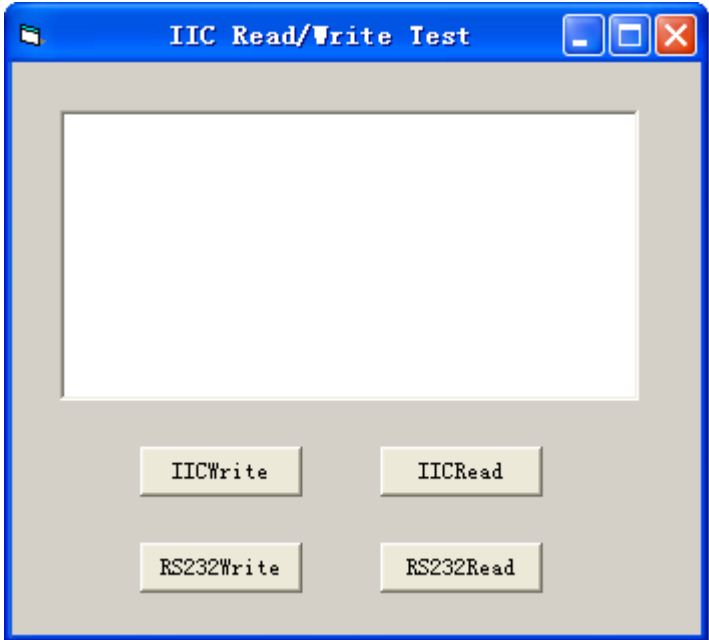 IIC Read/Write Test
IICWrite IICRead
RS232Write RS232Read